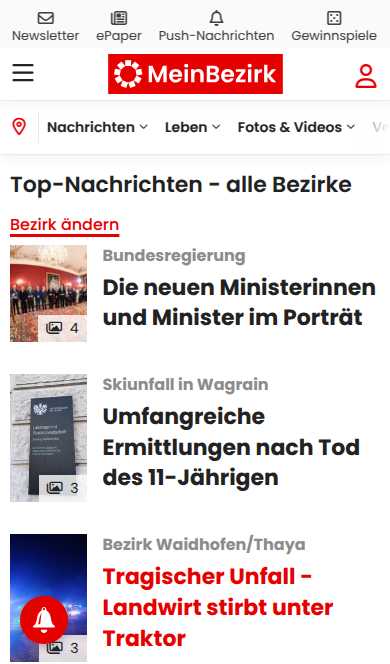 Newsletter ePaper Push-Nachrichten Gewinnspiele
MeinBezirk
Nachrichten Leben Fotos & Videos
Top-Nachrichten - alle Bezirke
Bezirk ändern
Bundesregierung
Die neuen Ministerinnen
und Minister im Porträt
4
Skiunfall in Wagrain
Umfangreiche
Ermittlungen nach Tod
des 11-Jährigen
3
Bezirk Waidhofen/Thaya
Tragischer Unfall -
Landwirt stirbt unter
Traktor
3